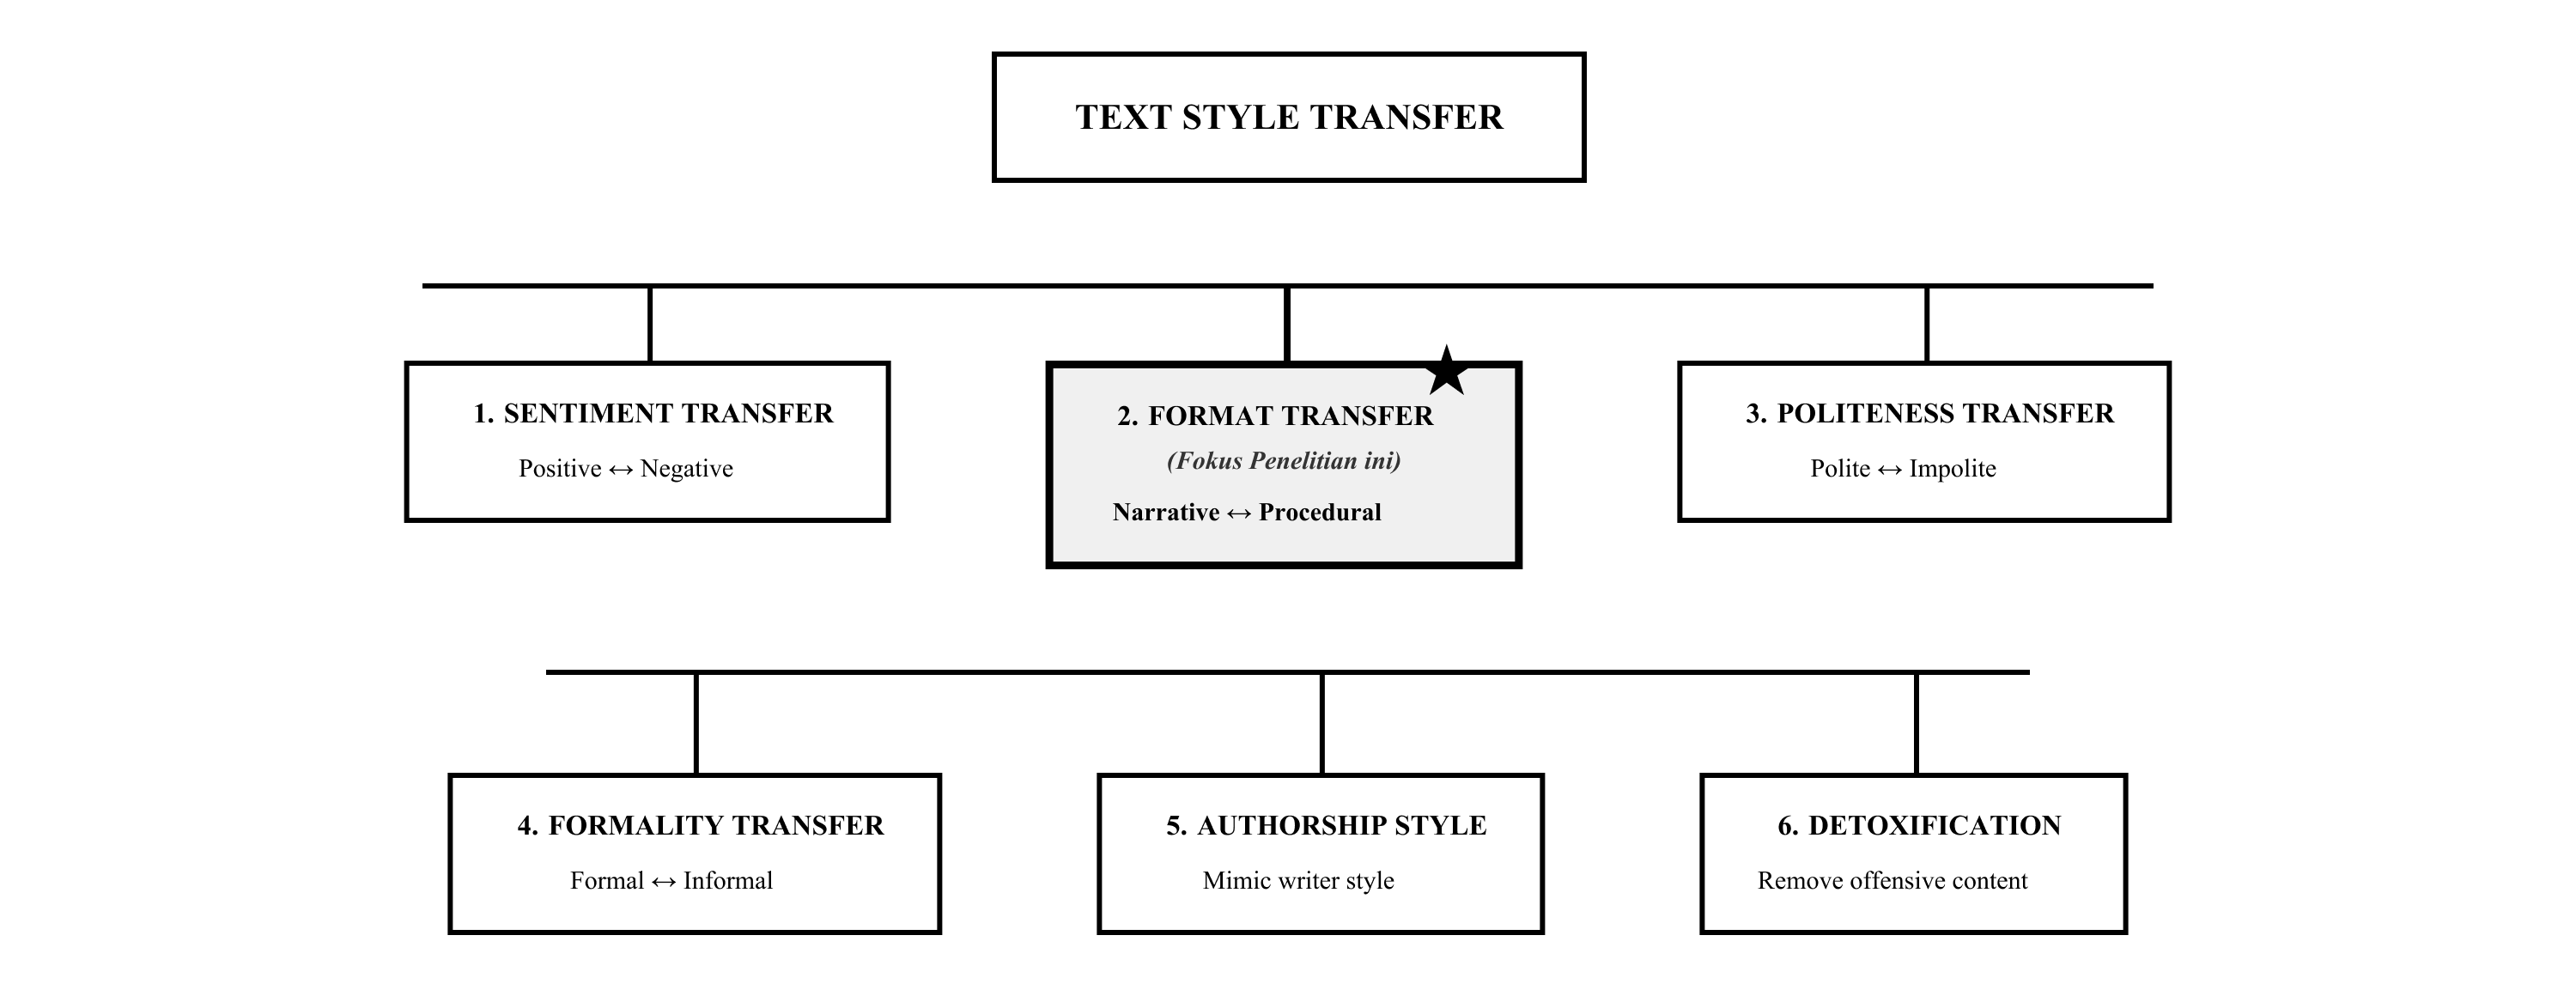 TEXT STYLE TRANSFER
1. SENTIMENT TRANSFER
Positive ↔ Negative
2. FORMAT TRANSFER
(Fokus Penelitian ini)
Narrative ↔ Procedural
3. POLITENESS TRANSFER
Polite ↔ Impolite
4. FORMALITY TRANSFER
Formal ↔ Informal
5. AUTHORSHIP STYLE
Mimic writer style
6. DETOXIFICATION
Remove offensive content